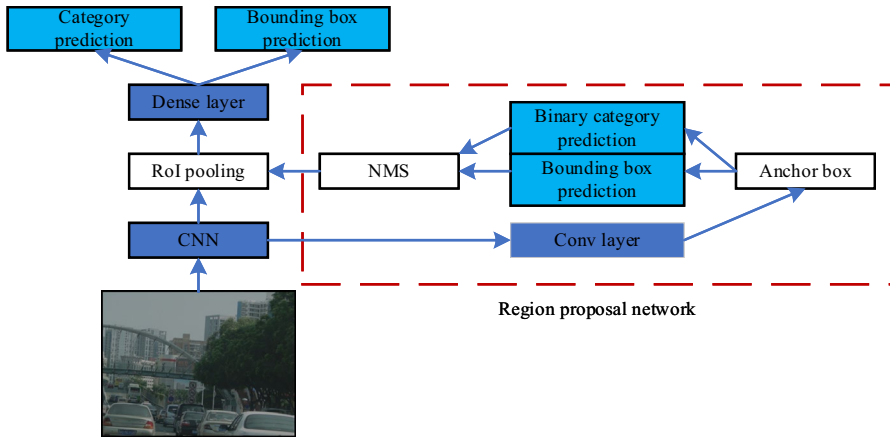 Category
prediction
Bounding box
prediction
Dense layer
Binary category
prediction
RoI pooling
NMS
Bounding box
prediction
Anchor box
CNN
Conv layer
Region proposal network